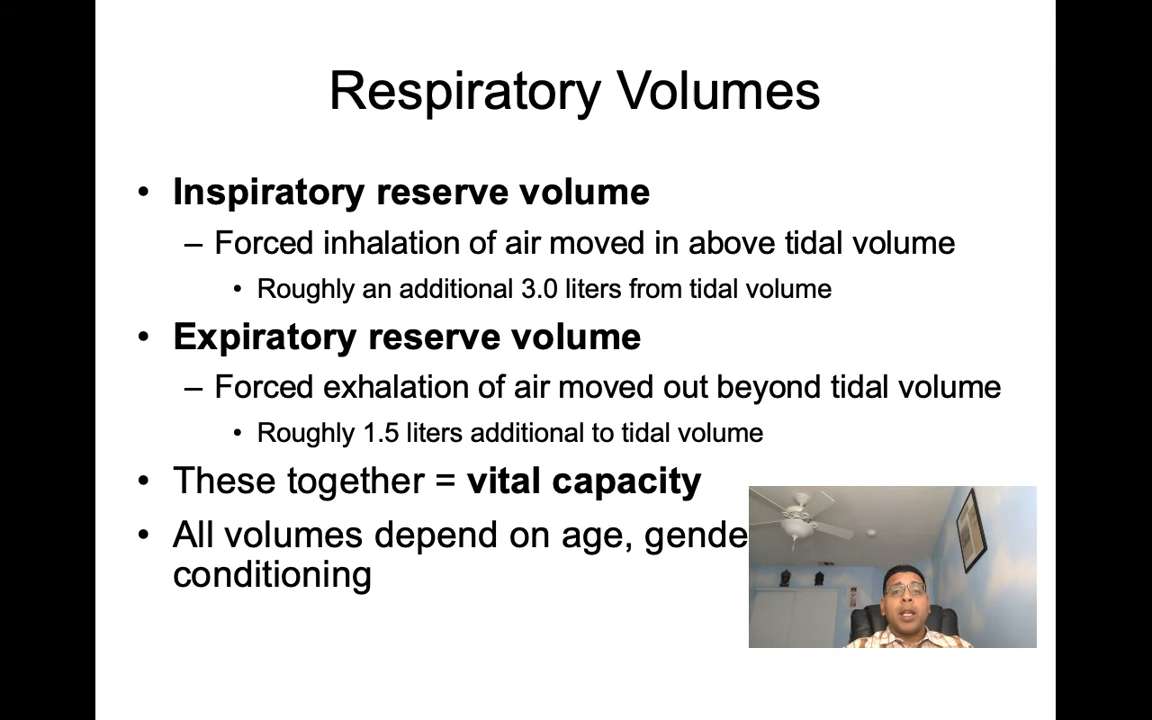 Respiratory Volumes
• Inspiratory reserve volume
– Forced inhalation of air moved in above tidal volume
• Roughly an additional 3.0 liters from tidal volume
• Expiratory reserve volume
– Forced exhalation of air moved out beyond tidal volume
• Roughly 1.5 liters additional to tidal volume
• These together = vital capacity
• All volumes depend on age,
conditioning